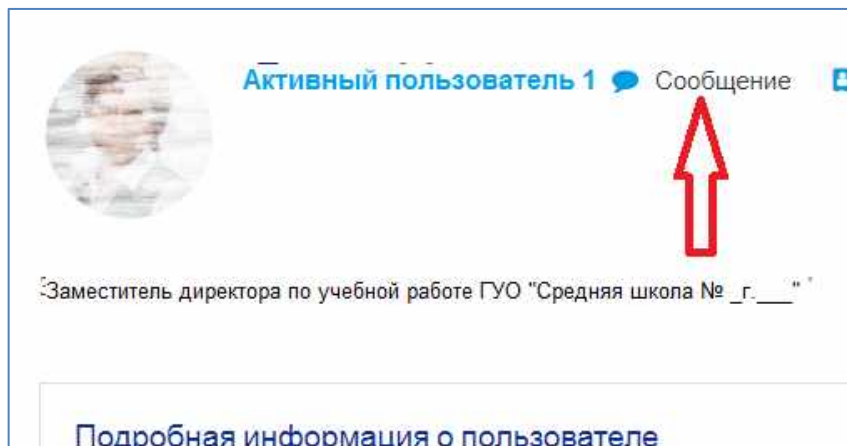 Активный пользователь 1 Сообщение
Заместитель директора по учебной работе ГУО "Средняя школа № _г.___"
Подробная информация о пользователе